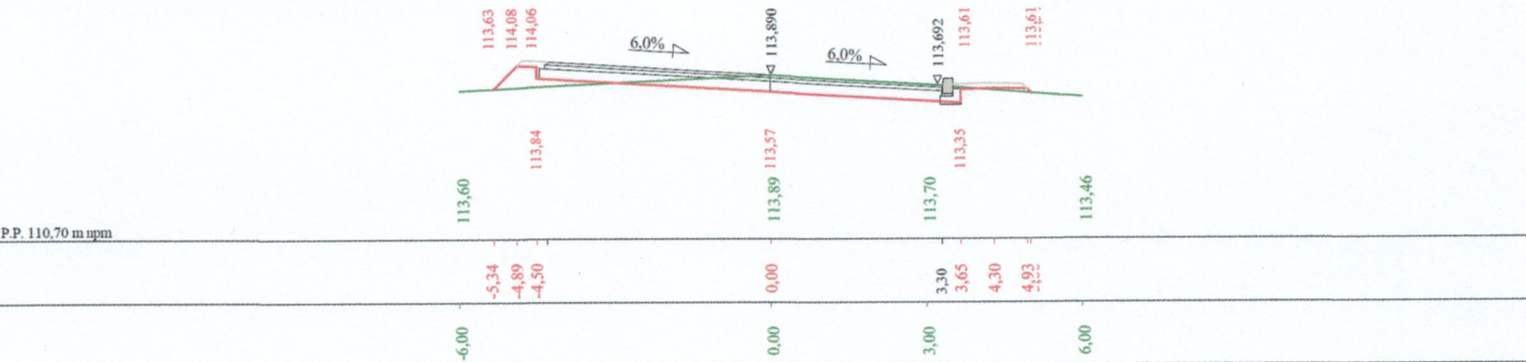 113,63 114,08 114,06 113,890 113,692 113,61 113,61
6,0% 6,0%
113,84 113,57 113,35
113,60 113,89 113,70 113,46
P.P. 110,70 m npm
-5,34 -4,89 -4,50 0,00 3,30 3,65 4,30 4,93
-6,00 0,00 3,00 6,00